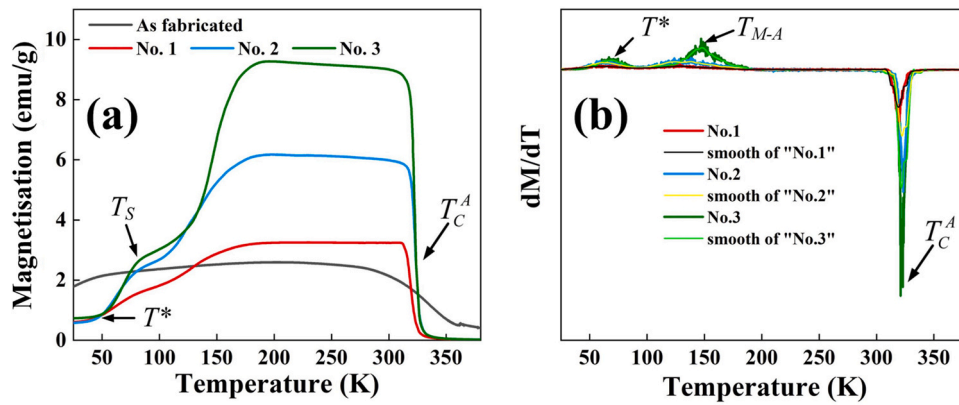 Magnetisation (emu/g)
10
8
6
4
2
0
As fabricated
No. 1 No. 2 No. 3
(a)
T_S
T_C^A
T*
50 100 150 200 250 300 350
Temperature (K)
dM/dT
T*
T_{M-A}
(b)
No.1
smooth of "No.1"
No.2
smooth of "No.2"
No.3
smooth of "No.3"
T_C^A
50 100 150 200 250 300 350
Temperature (K)